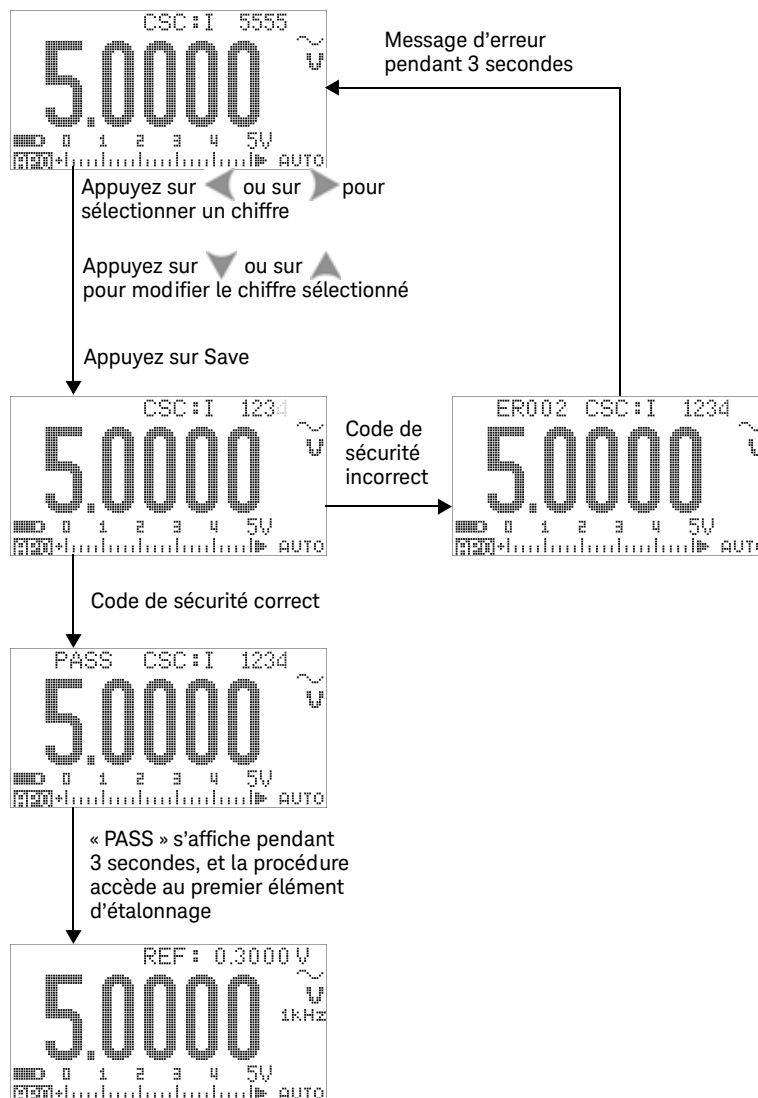 CSC:I 5555
5.0000
0 1 2 3 4 5V
APO AUTO
Message d'erreur
pendant 3 secondes
Appuyez sur ou sur pour
sélectionner un chiffre
Appuyez sur ou sur
pour modifier le chiffre sélectionné
Appuyez sur Save
CSC:I 1234
5.0000
0 1 2 3 4 5V
APO AUTO
Code de
sécurité
incorrect
ER002 CSC:I 1234
5.0000
0 1 2 3 4 5V
APO AUTO
Code de sécurité correct
PASS CSC:I 1234
5.0000
0 1 2 3 4 5V
APO AUTO
« PASS » s'affiche pendant
3 secondes, et la procédure
accède au premier élément
d'étalonnage
REF: 0.3000 V
5.0000
1kHz
0 1 2 3 4 5V
APO AUTO